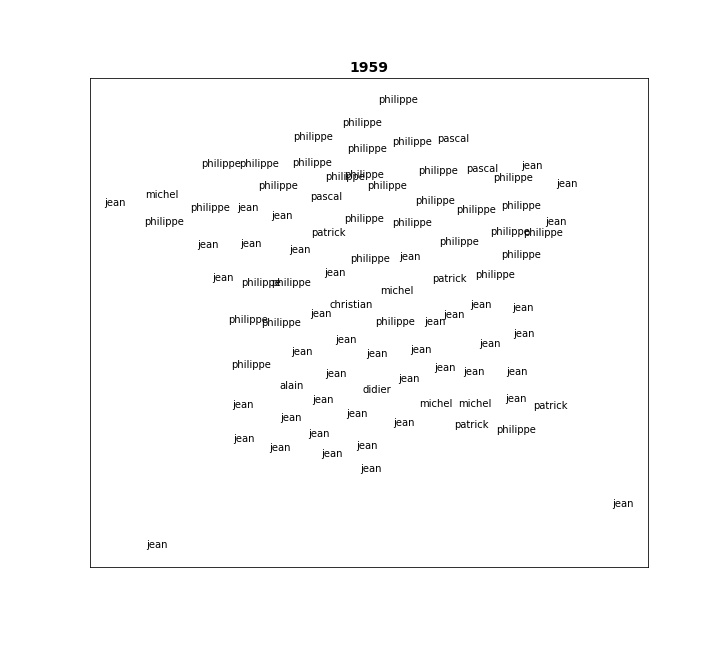 1959
philippe
philippe
philippe
philippe pascal
philippe
philippe philippe philippe
philippe pascal jean
philippe philippe philippe
philippe philippe jean
michel pascal
jean philippe
philippe jean philippe philippe
jean philippe
philippe philippe jean
patrick philippe philippe
jean jean philippe
jean jean philippe
philippe
jean patrick philippe
jean philippe philippe
michel
christian jean jean
jean jean
philippe philippe philippe jean
jean jean jean
jean jean jean
philippe jean jean jean
jean jean
alain didier
jean jean
jean michel michel patrick
jean jean
jean patrick philippe
jean jean
jean jean
jean
jean
jean
jean